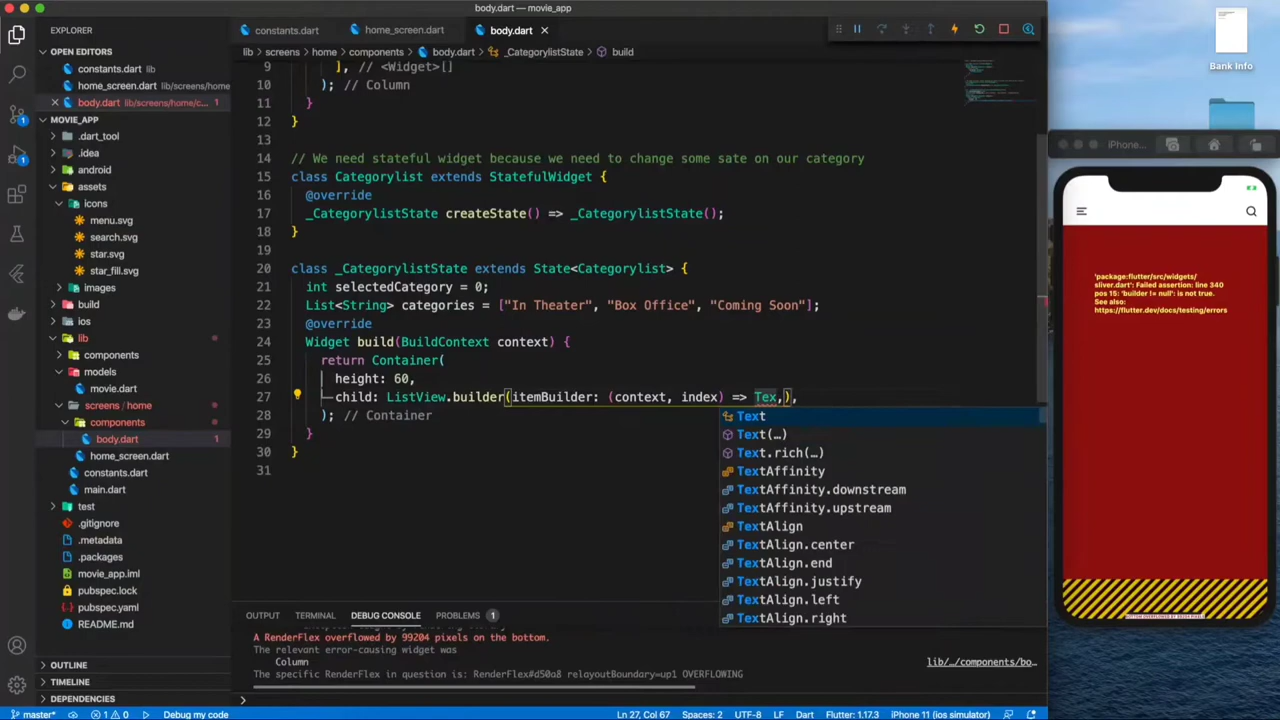 body.dart — movie_app
EXPLORER
constants.dart
home_screen.dart
body.dart
OPEN EDITORS
lib > screens > home > components > body.dart > _CategorylistState > build
constants.dart lib
home_screen.dart lib/screens/home
body.dart lib/screens/home/c... 1
MOVIE_APP
.dart_tool
.idea
android
assets
icons
menu.svg
search.svg
star.svg
star_fill.svg
images
build
ios
lib
components
models
movie.dart
screens / home
components
body.dart 1
home_screen.dart
constants.dart
main.dart
test
.gitignore
.metadata
.packages
movie_app.iml
pubspec.lock
pubspec.yaml
README.md
OUTLINE
TIMELINE
DEPENDENCIES
9 ], // <Widget>[]
10 ); // Column
11 }
12 }
13
14 // We need stateful widget because we need to change some sate on our category
15 class Categorylist extends StatefulWidget {
16 @override
17 _CategorylistState createState() => _CategorylistState();
18 }
19
20 class _CategorylistState extends State<Categorylist> {
21 int selectedCategory = 0;
22 List<String> categories = ["In Theater", "Box Office", "Coming Soon"];
23 @override
24 Widget build(BuildContext context) {
25 return Container(
26 height: 60,
27 child: ListView.builder(itemBuilder: (context, index) => Tex,),
28 ); // Container
29 }
30 }
31
Text
Text(…)
Text.rich(…)
TextAffinity
TextAffinity.downstream
TextAffinity.upstream
TextAlign
TextAlign.center
TextAlign.end
TextAlign.justify
TextAlign.left
TextAlign.right
OUTPUT TERMINAL DEBUG CONSOLE PROBLEMS 1
A RenderFlex overflowed by 99204 pixels on the bottom.
The relevant error-causing widget was
Column lib/…/components/bo…
The specific RenderFlex in question is: RenderFlex#d50a8 relayoutBoundary=up1 OVERFLOWING
master* 1 0 Debug my code Ln 27, Col 67 Spaces: 2 UTF-8 LF Dart Flutter: 1.17.3 iPhone 11 (ios simulator)
Bank Info
iPhone...
'package:flutter/src/widgets/
sliver.dart': Failed assertion: line 340
pos 15: 'builder != null': is not true.
See also:
https://flutter.dev/docs/testing/errors